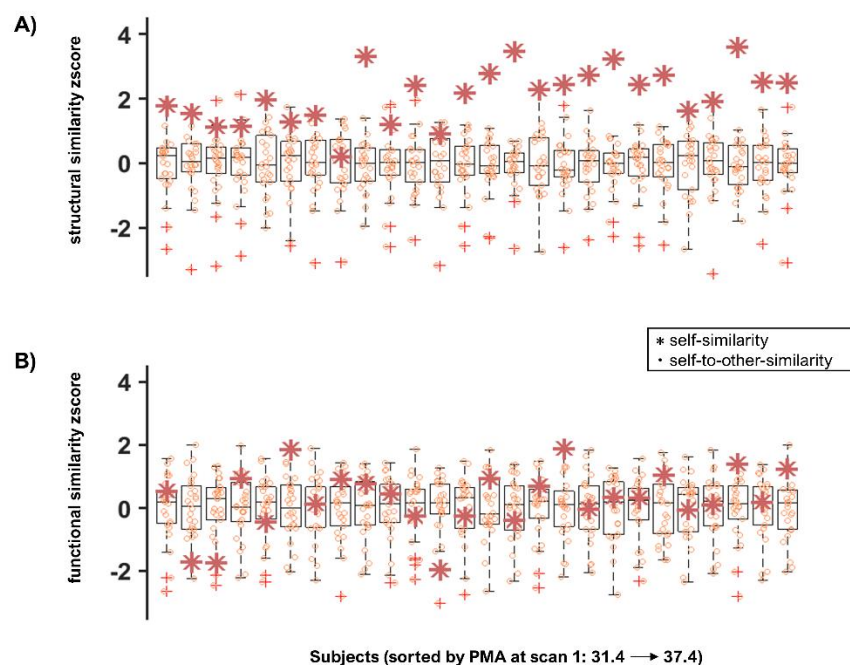 A)
structural similarity zscore
4
2
0
-2
* self-similarity
• self-to-other-similarity
B)
functional similarity zscore
4
2
0
-2
Subjects (sorted by PMA at scan 1: 31.4 → 37.4)